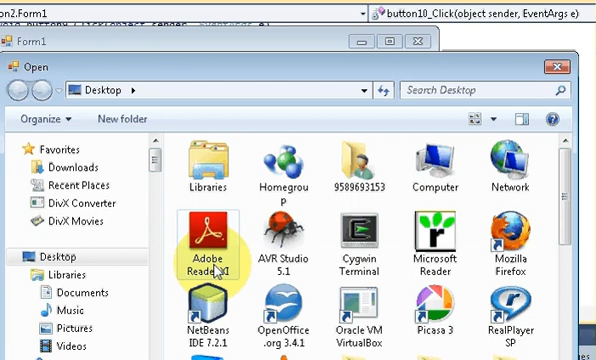 on2.Form1
button10_Click(object sender, EventArgs e)
Form1
Open
Desktop
Search Desktop
Organize
New folder
Favorites
Downloads
Recent Places
DivX Converter
DivX Movies
Desktop
Libraries
Documents
Music
Pictures
Videos
Libraries
Homegrou
p
9589693153
Computer
Network
Adobe
Reader XI
AVR Studio
5.1
Cygwin
Terminal
Microsoft
Reader
Mozilla
Firefox
NetBeans
IDE 7.2.1
OpenOffice
.org 3.4.1
Oracle VM
VirtualBox
Picasa 3
RealPlayer
SP